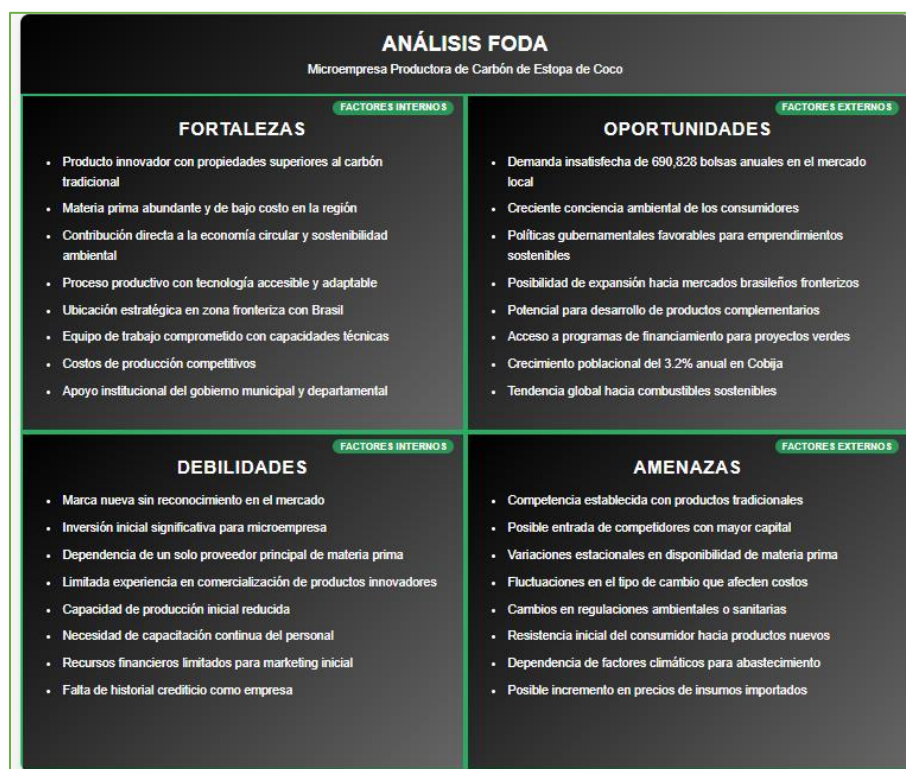 ANÁLISIS FODA
Microempresa Productora de Carbón de Estopa de Coco
FACTORES INTERNOS
FORTALEZAS
• Producto innovador con propiedades superiores al carbón
tradicional
• Materia prima abundante y de bajo costo en la región
• Contribución directa a la economía circular y sostenibilidad
ambiental
• Proceso productivo con tecnología accesible y adaptable
• Ubicación estratégica en zona fronteriza con Brasil
• Equipo de trabajo comprometido con capacidades técnicas
• Costos de producción competitivos
• Apoyo institucional del gobierno municipal y departamental
FACTORES EXTERNOS
OPORTUNIDADES
• Demanda insatisfecha de 690,828 bolsas anuales en el mercado
local
• Creciente conciencia ambiental de los consumidores
• Políticas gubernamentales favorables para emprendimientos
sostenibles
• Posibilidad de expansión hacia mercados brasileños fronterizos
• Potencial para desarrollo de productos complementarios
• Acceso a programas de financiamiento para proyectos verdes
• Crecimiento poblacional del 3.2% anual en Cobija
• Tendencia global hacia combustibles sostenibles
FACTORES INTERNOS
DEBILIDADES
• Marca nueva sin reconocimiento en el mercado
• Inversión inicial significativa para microempresa
• Dependencia de un solo proveedor principal de materia prima
• Limitada experiencia en comercialización de productos innovadores
• Capacidad de producción inicial reducida
• Necesidad de capacitación continua del personal
• Recursos financieros limitados para marketing inicial
• Falta de historial crediticio como empresa
FACTORES EXTERNOS
AMENAZAS
• Competencia establecida con productos tradicionales
• Posible entrada de competidores con mayor capital
• Variaciones estacionales en disponibilidad de materia prima
• Fluctuaciones en el tipo de cambio que afecten costos
• Cambios en regulaciones ambientales o sanitarias
• Resistencia inicial del consumidor hacia productos nuevos
• Dependencia de factores climáticos para abastecimiento
• Posible incremento en precios de insumos importados